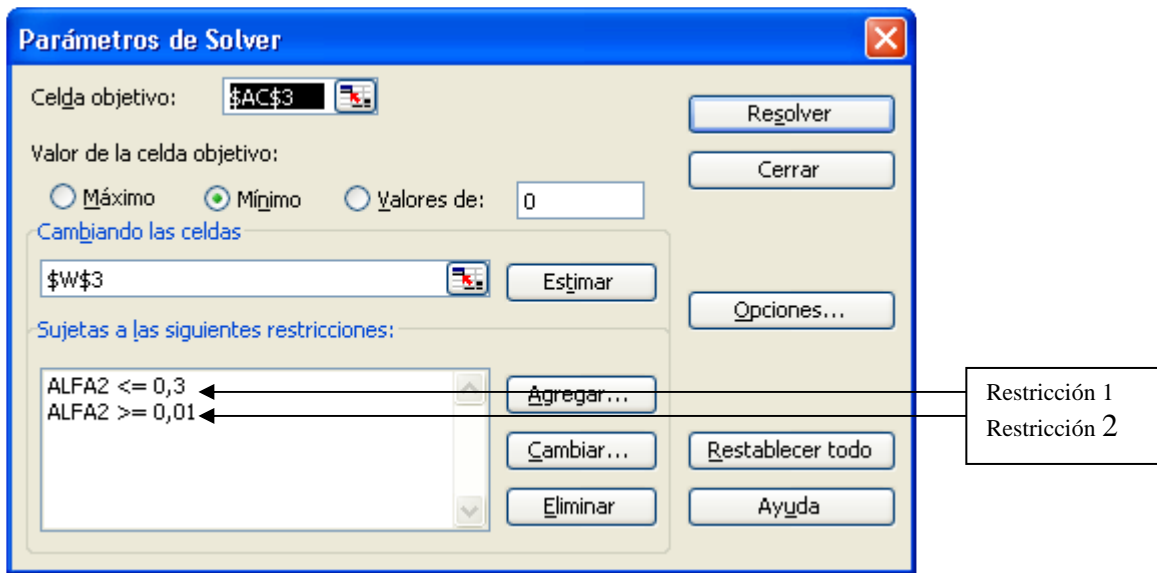 Parámetros de Solver
Celda objetivo: $AC$3
Resolver
Valor de la celda objetivo:
Cerrar
Máximo Mínimo Valores de: 0
Cambiando las celdas
$W$3 Estimar
Opciones...
Sujetas a las siguientes restricciones:
ALFA2 <= 0,3
ALFA2 >= 0,01
Agregar...
Cambiar...
Restablecer todo
Eliminar
Ayuda
Restricción 1
Restricción 2